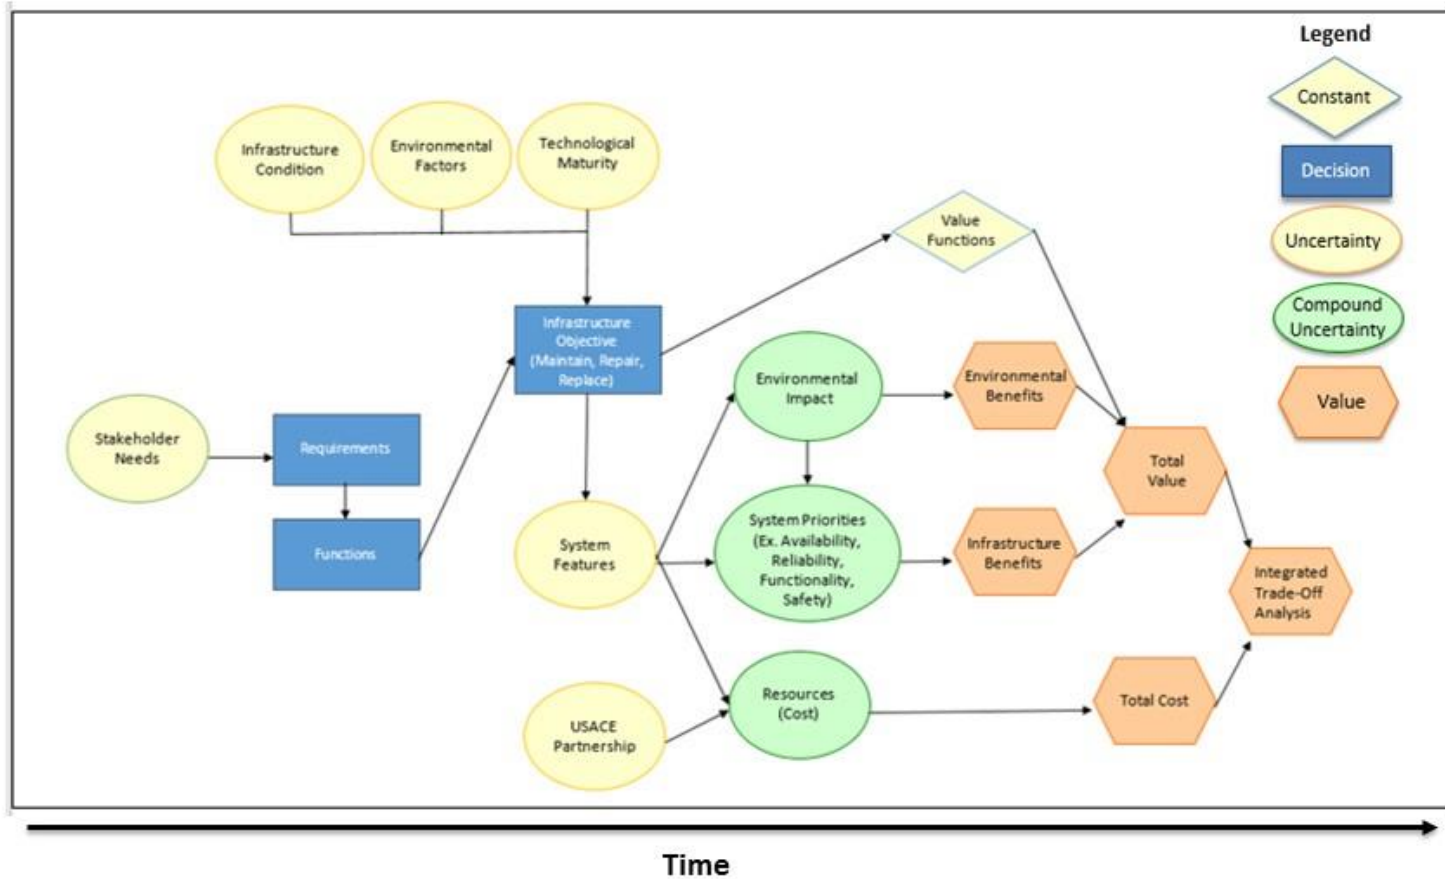 Legend
Constant
Decision
Uncertainty
Compound
Uncertainty
Value
Infrastructure
Condition
Environmental
Factors
Technological
Maturity
Value
Functions
Infrastructure
Objective
(Maintain, Repair,
Replace)
Stakeholder
Needs
Requirements
Functions
System
Features
USACE
Partnership
Environmental
Impact
System Priorities
(Ex. Availability,
Reliability,
Functionality,
Safety)
Resources
(Cost)
Environmental
Benefits
Infrastructure
Benefits
Total
Value
Total Cost
Integrated
Trade-Off
Analysis
Time